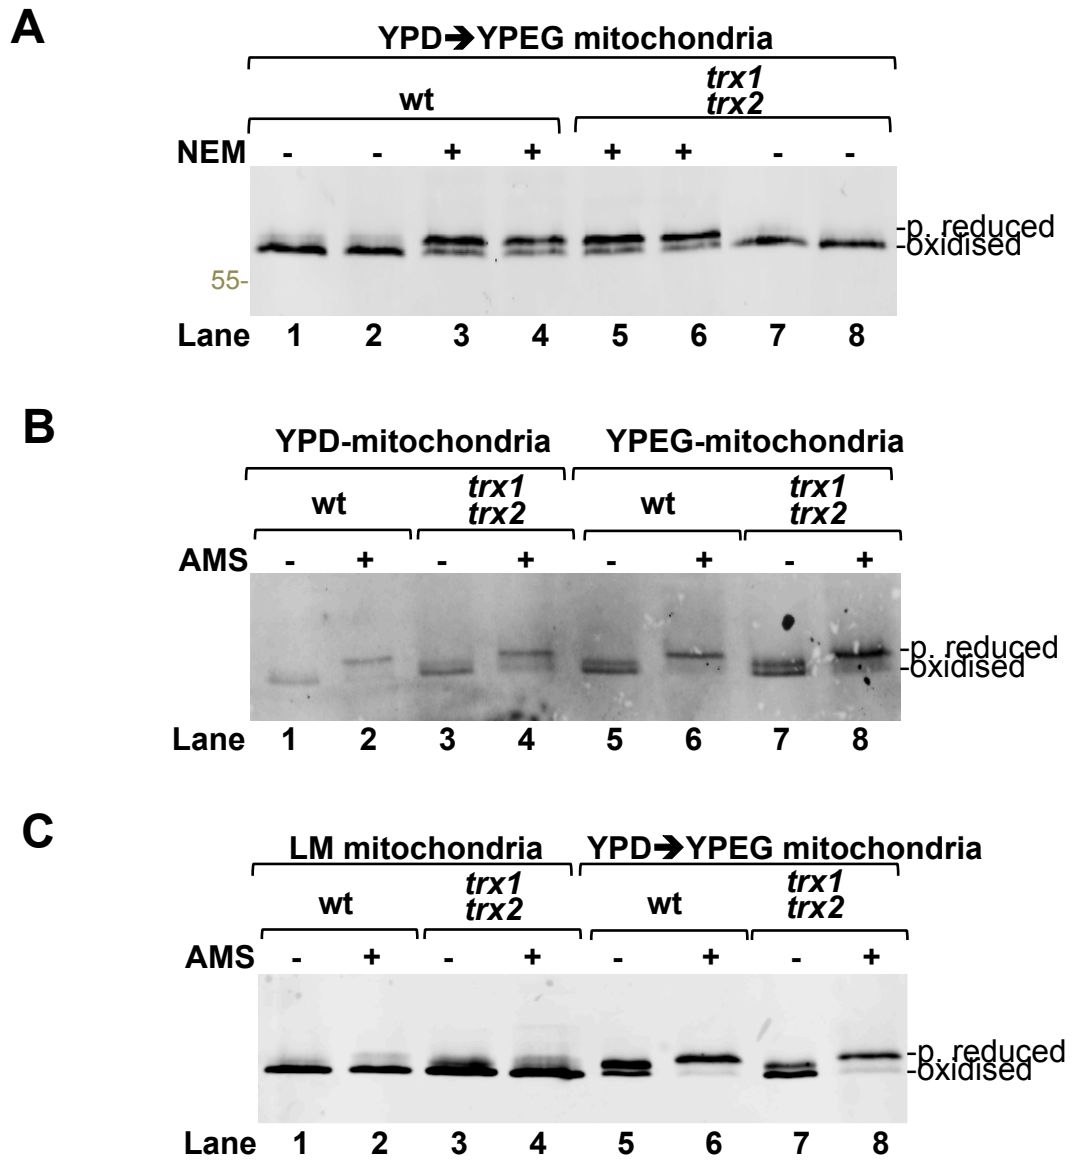 A
YPD➔YPEG mitochondria
wt
trx1
trx2
NEM - - + + + + - -
-p. reduced
-oxidised
55-
Lane 1 2 3 4 5 6 7 8
B
YPD-mitochondria YPEG-mitochondria
wt trx1 trx2 wt trx1 trx2
AMS - + - + - + - +
-p. reduced
-oxidised
Lane 1 2 3 4 5 6 7 8
C
LM mitochondria YPD➔YPEG mitochondria
wt trx1 trx2 wt trx1 trx2
AMS - + - + - + - +
-p. reduced
-oxidised
Lane 1 2 3 4 5 6 7 8